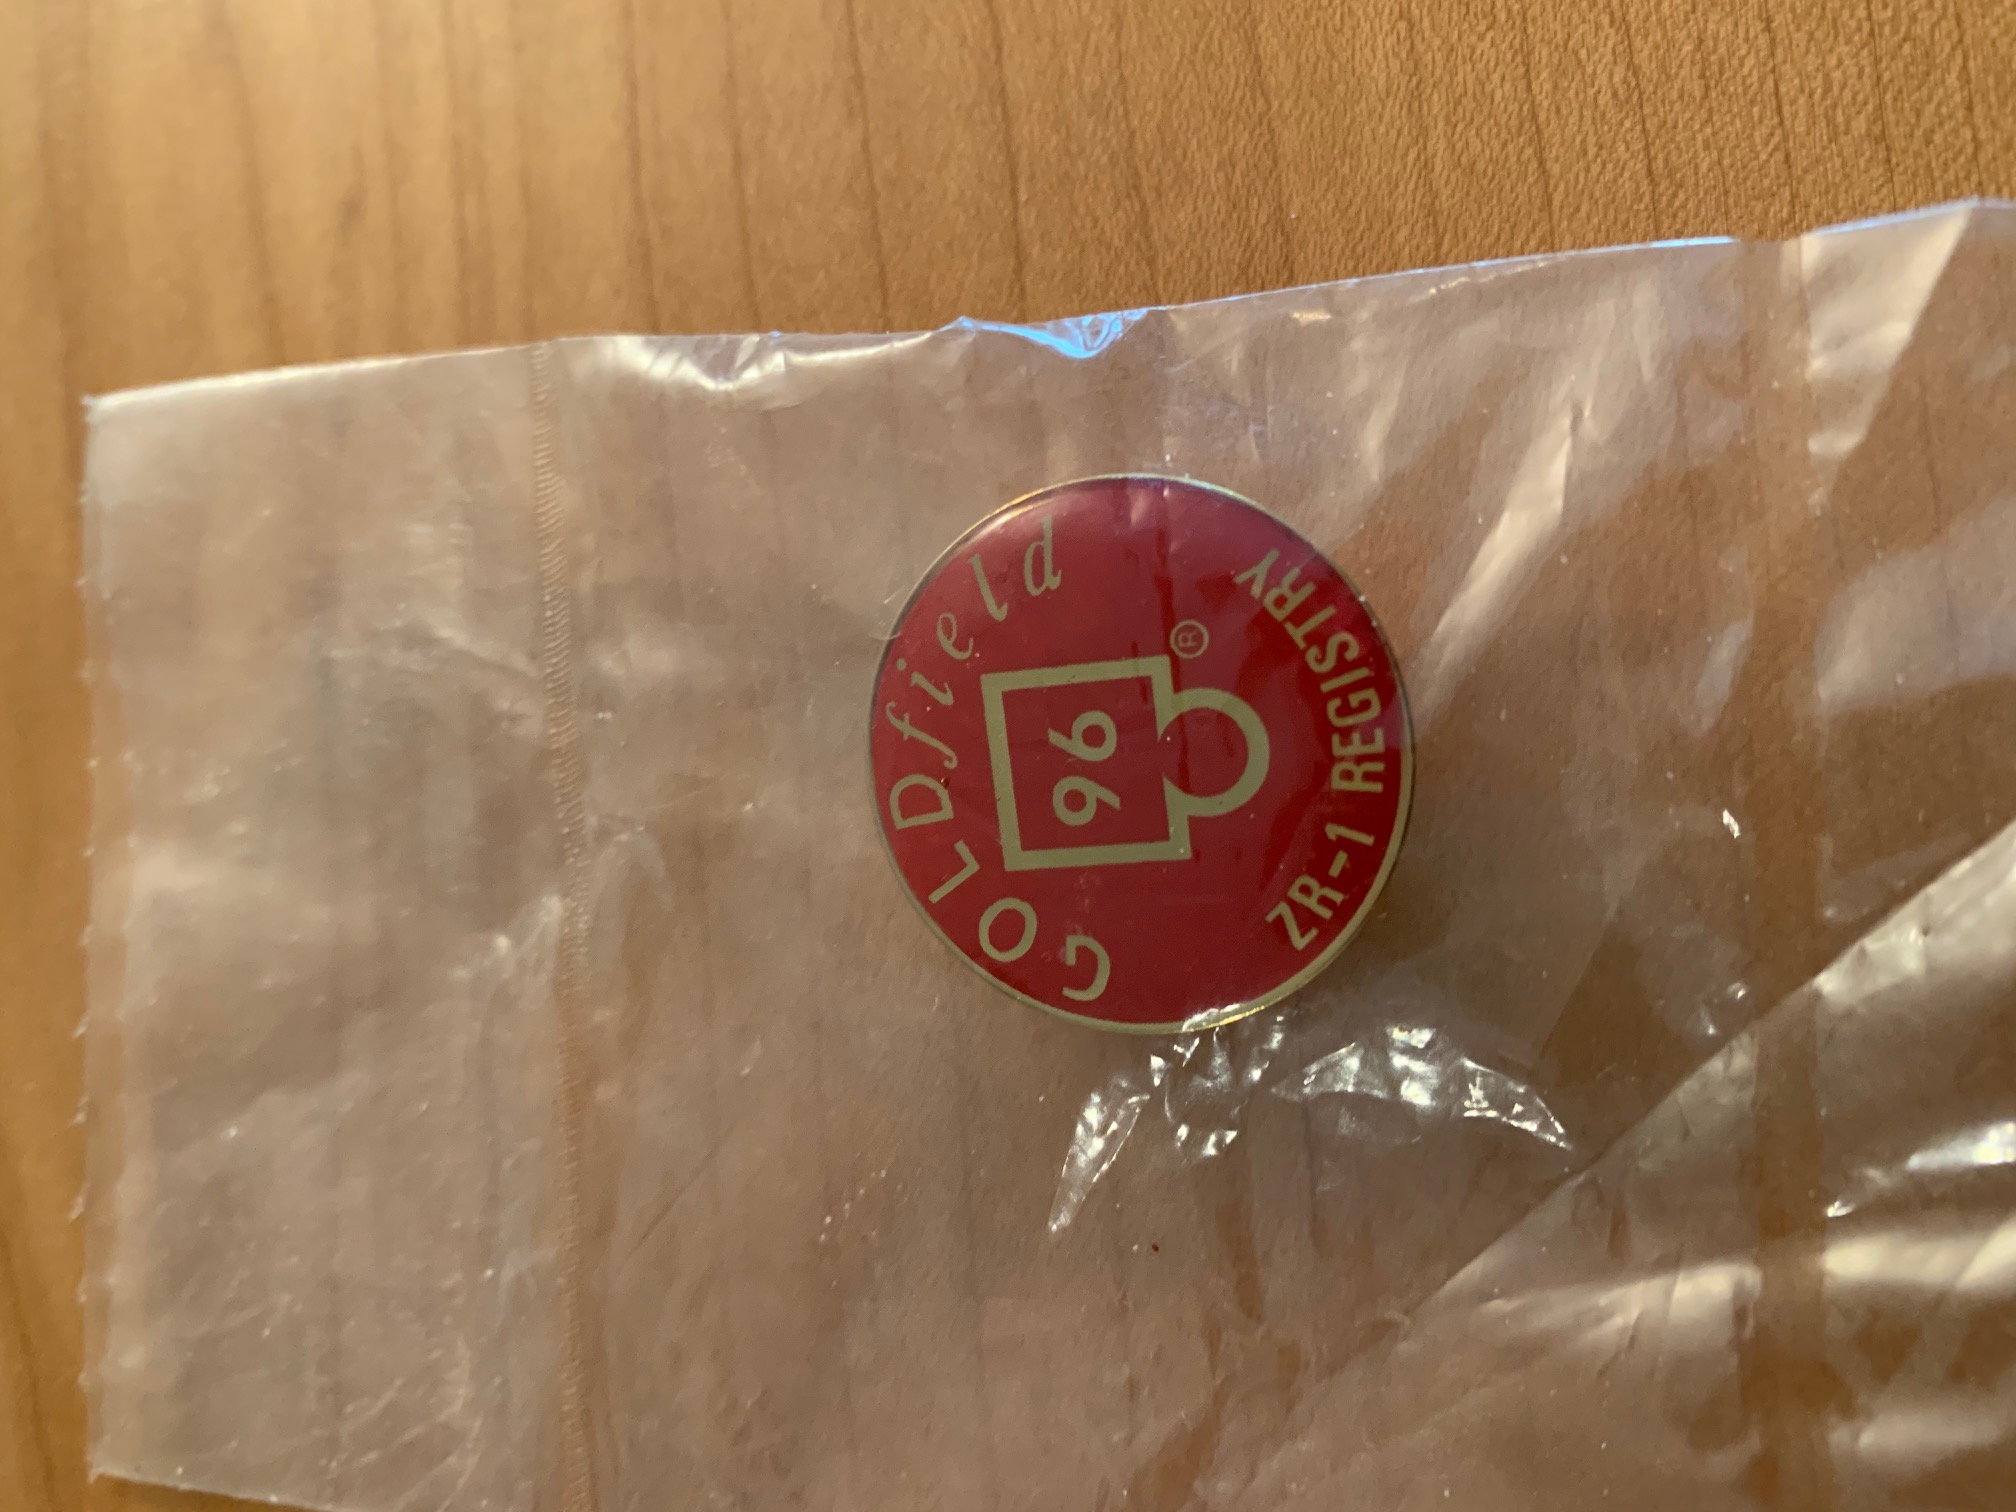 GOLDfield
96
®
ZR-1 REGISTRY